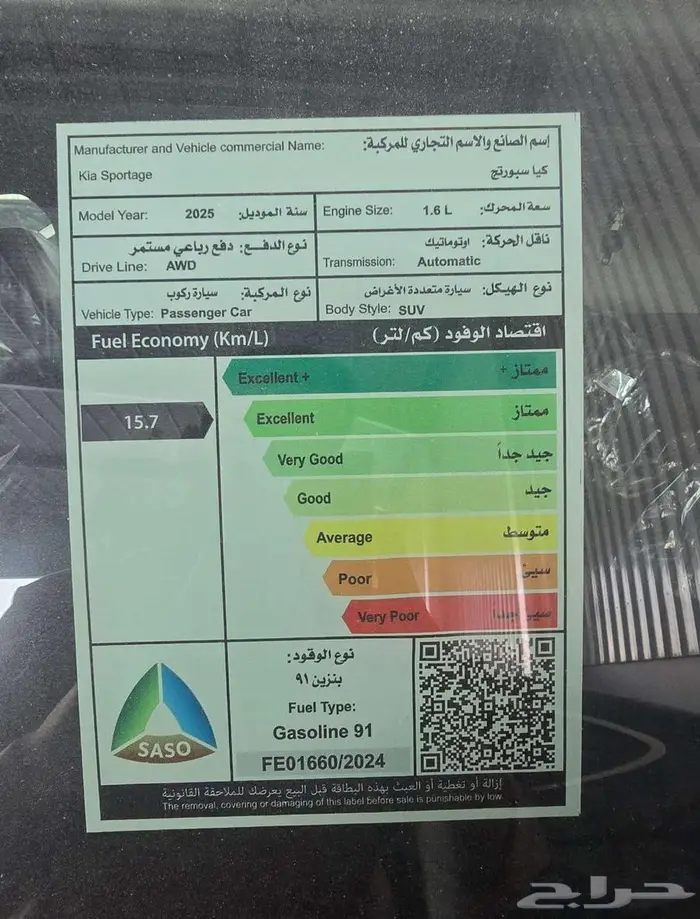 Manufacturer and Vehicle commercial Name: إسم الصانع والاسم التجاري للمركبة:
Kia Sportage كيا سبورتج
Model Year: 2025 سنة الموديل:
Engine Size: 1.6 L سعة المحرك:
نوع الدفع: دفع رباعي مستمر
Drive Line: AWD
ناقل الحركة: اوتوماتيك
Transmission: Automatic
نوع المركبة: سيارة ركوب
Vehicle Type: Passenger Car
نوع الهيكل: سيارة متعددة الأغراض
Body Style: SUV
Fuel Economy (Km/L) اقتصاد الوقود (كم/لتر)
Excellent + ممتاز +
15.7
Excellent ممتاز
Very Good جيد جداً
Good جيد
Average متوسط
Poor سيئ
Very Poor سيئ جدا
SASO
نوع الوقود:
بنزين ٩١
Fuel Type:
Gasoline 91
FE01660/2024
إزالة أو تغطية أو العبث بهذه البطاقة قبل البيع يعرضك للملاحقة القانونية
The removal, covering or damaging of this label before sale is punishable by low
حراج